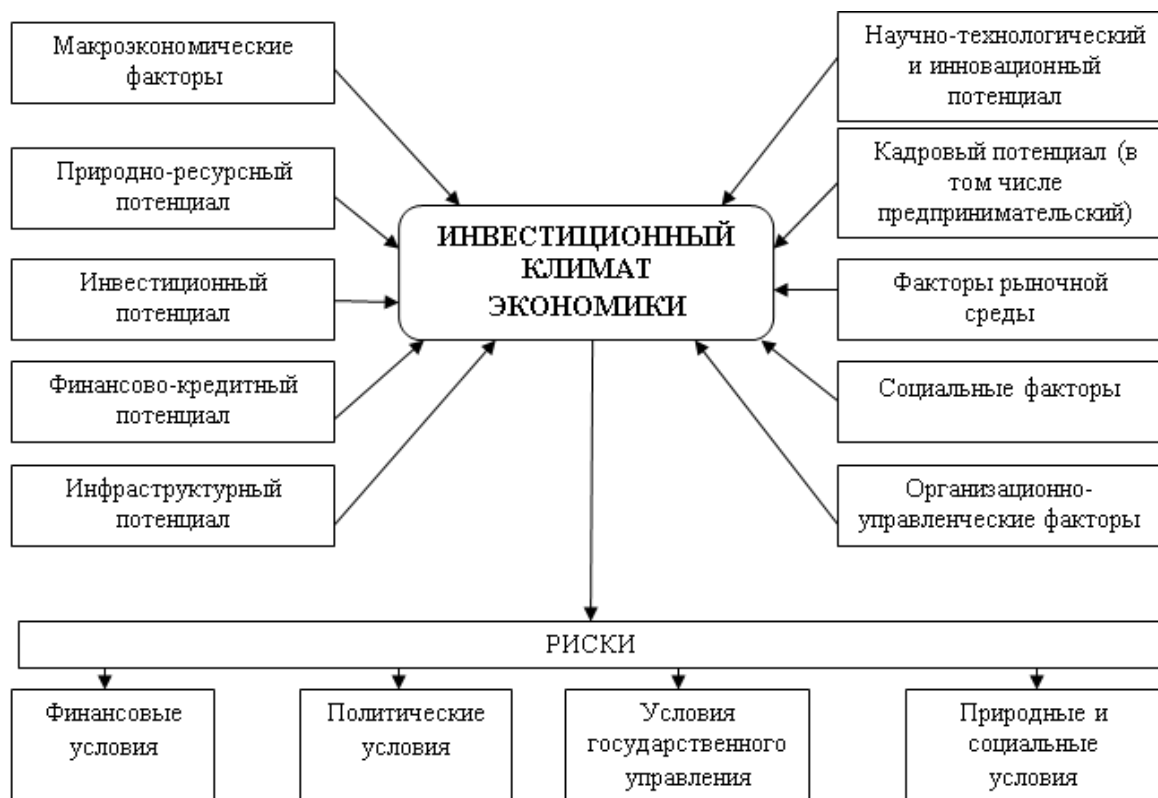 Макроэкономические
факторы
Природно-ресурсный
потенциал
Инвестиционный
потенциал
Финансово-кредитный
потенциал
Инфраструктурный
потенциал
ИНВЕСТИЦИОННЫЙ
КЛИМАТ
ЭКОНОМИКИ
Научно-технологический
и инновационный
потенциал
Кадровый потенциал (в
том числе
предпринимательский)
Факторы рыночной
среды
Социальные факторы
Организационно-
управленческие факторы
РИСКИ
Финансовые
условия
Политические
условия
Условия
государственного
управления
Природные и
социальные
условия